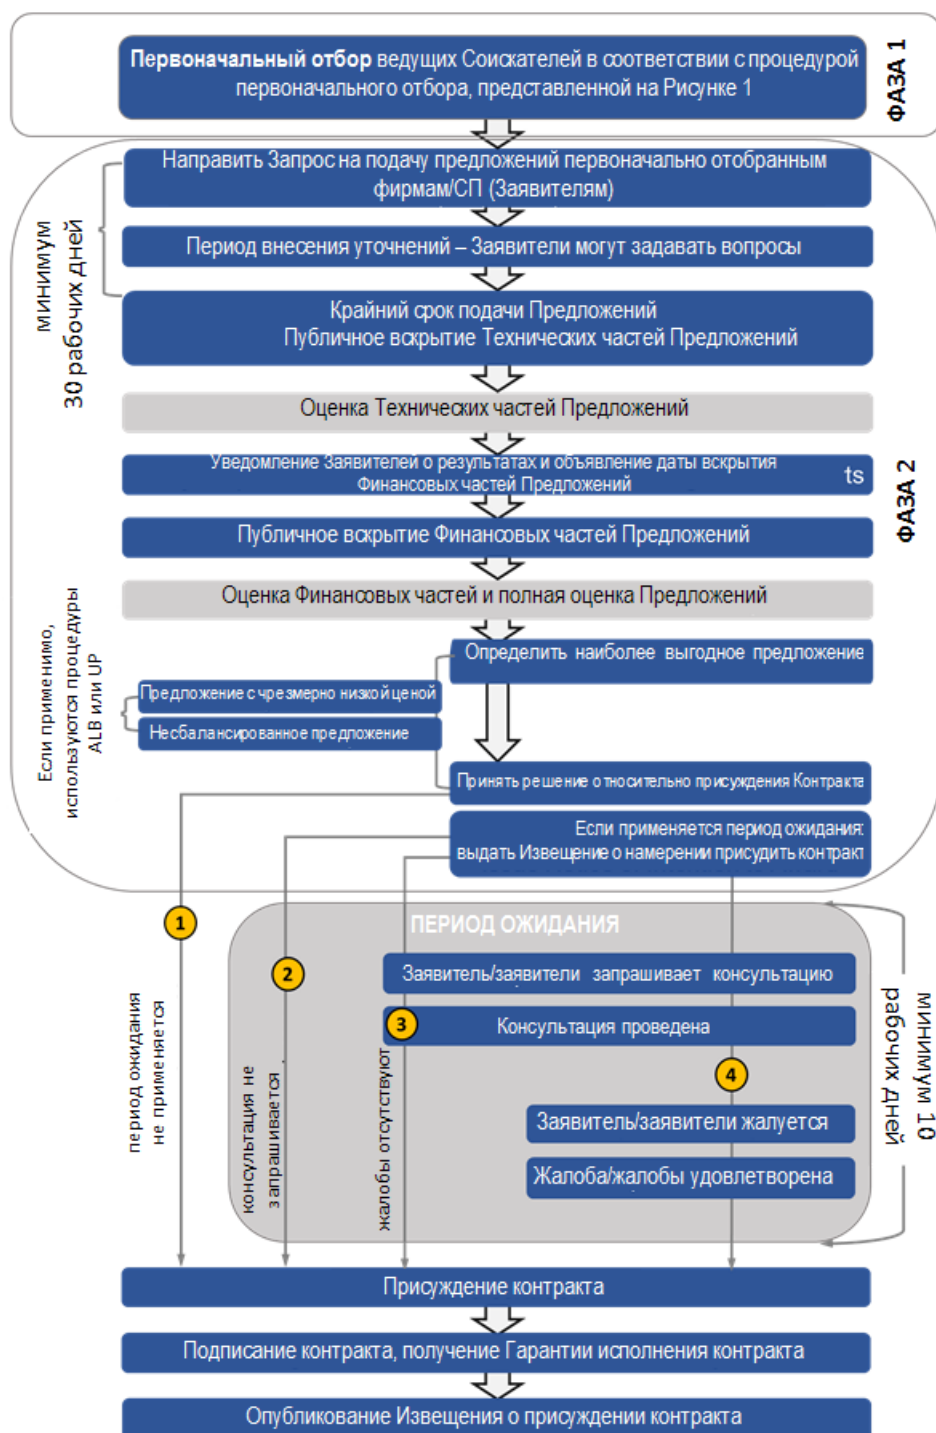 Первоначальный отбор ведущих Соискателей в соответствии с процедурой
первоначального отбора, представленной на Рисунке 1
ФАЗА 1
Направить Запрос на подачу предложений первоначально отобранным
фирмам/СП (Заявителям)
минимум
30 рабочих дней
Период внесения уточнений – Заявители могут задавать вопросы
Крайний срок подачи Предложений
Публичное вскрытие Технических частей Предложений
Оценка Технических частей Предложений
Уведомление Заявителей о результатах и объявление даты вскрытия
Финансовых частей Предложений
ts
ФАЗА 2
Публичное вскрытие Финансовых частей Предложений
Оценка Финансовых частей и полная оценка Предложений
Если применимо,
используются процедуры
ALB или UP
Определить наиболее выгодное предложение
Предложение с чрезмерно низкой ценой
Несбалансированное предложение
Принять решение относительно присуждения Контракта
Если применяется период ожидания:
выдать Извещение о намерении присудить контракт
1
период ожидания
не применяется
ПЕРИОД ОЖИДАНИЯ
2
консультация не
запрашивается
Заявитель/заявители запрашивает консультацию
3
Консультация проведена
жалобы отсутствуют
4
Заявитель/заявители жалуется
Жалоба/жалобы удовлетворена
минимум 10
рабочих дней
Присуждение контракта
Подписание контракта, получение Гарантии исполнения контракта
Опубликование Извещения о присуждении контракта